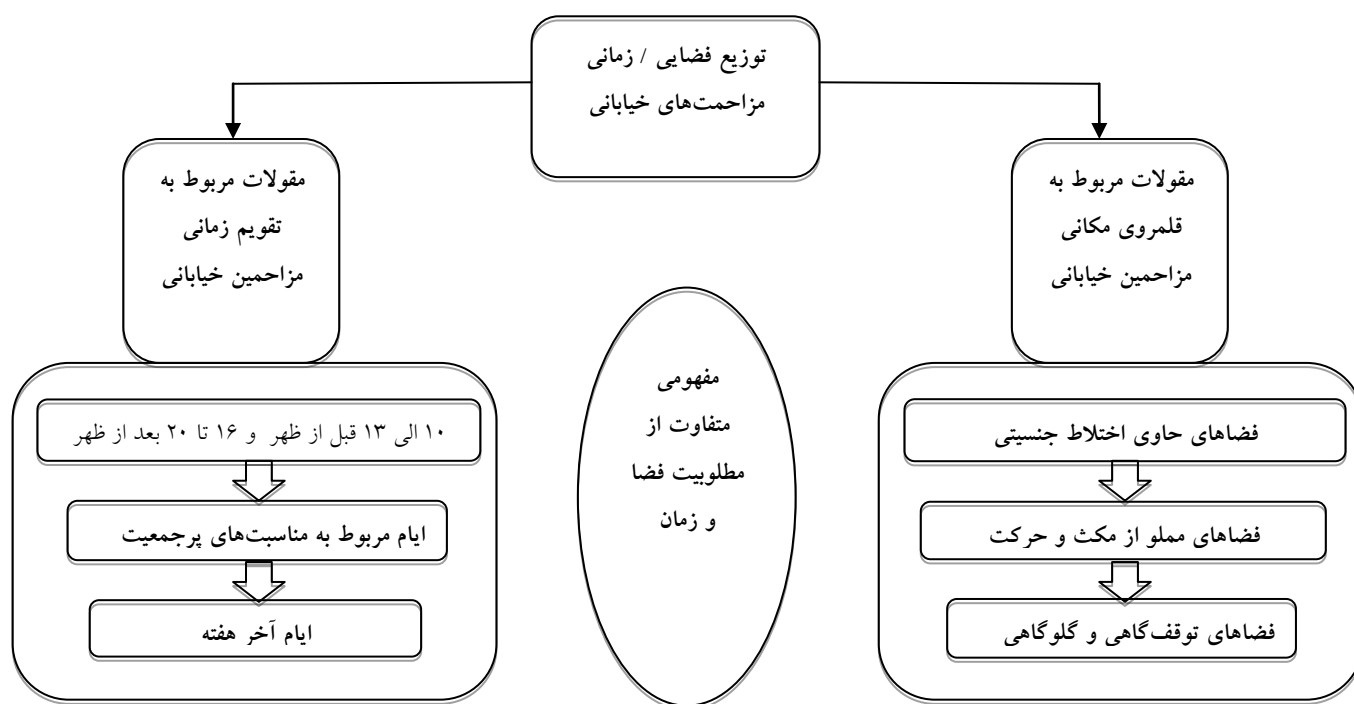 توزیع فضایی / زمانی
مزاحمت‌های خیابانی
مقولات مربوط به
قلمروی مکانی
مزاحمین خیابانی
مقولات مربوط به
تقویم زمانی
مزاحمین خیابانی
مفهومی
متفاوت از
مطلوبیت فضا
و زمان
فضاهای حاوی اختلاط جنسیتی
فضاهای مملو از مکث و حرکت
فضاهای توقف‌گاهی و گلوگاهی
۱۰ الی ۱۳ قبل از ظهر و ۱۶ تا ۲۰ بعد از ظهر
ایام مربوط به مناسبت‌های پرجمعیت
ایام آخر هفته